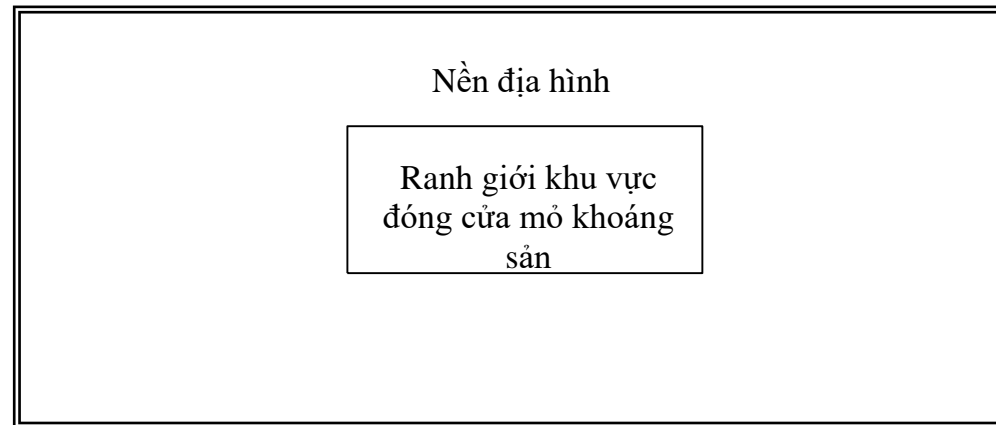 Nền địa hình
Ranh giới khu vực
đóng cửa mỏ khoáng
sản